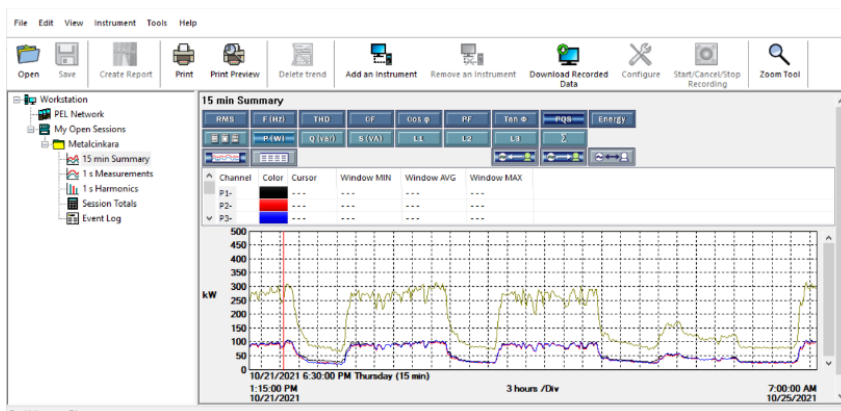 File Edit View Instrument Tools Help
Open Save Create Report Print Print Preview Delete trend Add an Instrument Remove an Instrument Download Recorded Data Configure Start/Cancel/Stop Recording Zoom Tool
Workstation
PEL Network
My Open Sessions
Metalcinkara
15 min Summary
1 s Measurements
1 s Harmonics
Session Totals
Event Log
15 min Summary
RMS F (Hz) THD CF Cos φ PF Tan Φ PQS Energy
P (W) Q (var) S (VA) L1 L2 L3 Σ
Channel Color Cursor Window MIN Window AVG Window MAX
P1- --- --- --- ---
P2- --- --- --- ---
P3- --- --- --- ---
500
450
400
350
300
kW
250
200
150
100
50
0
10/21/2021 6:30:00 PM Thursday (15 min)
1:15:00 PM 3 hours /Div 7:00:00 AM
10/21/2021 10/25/2021